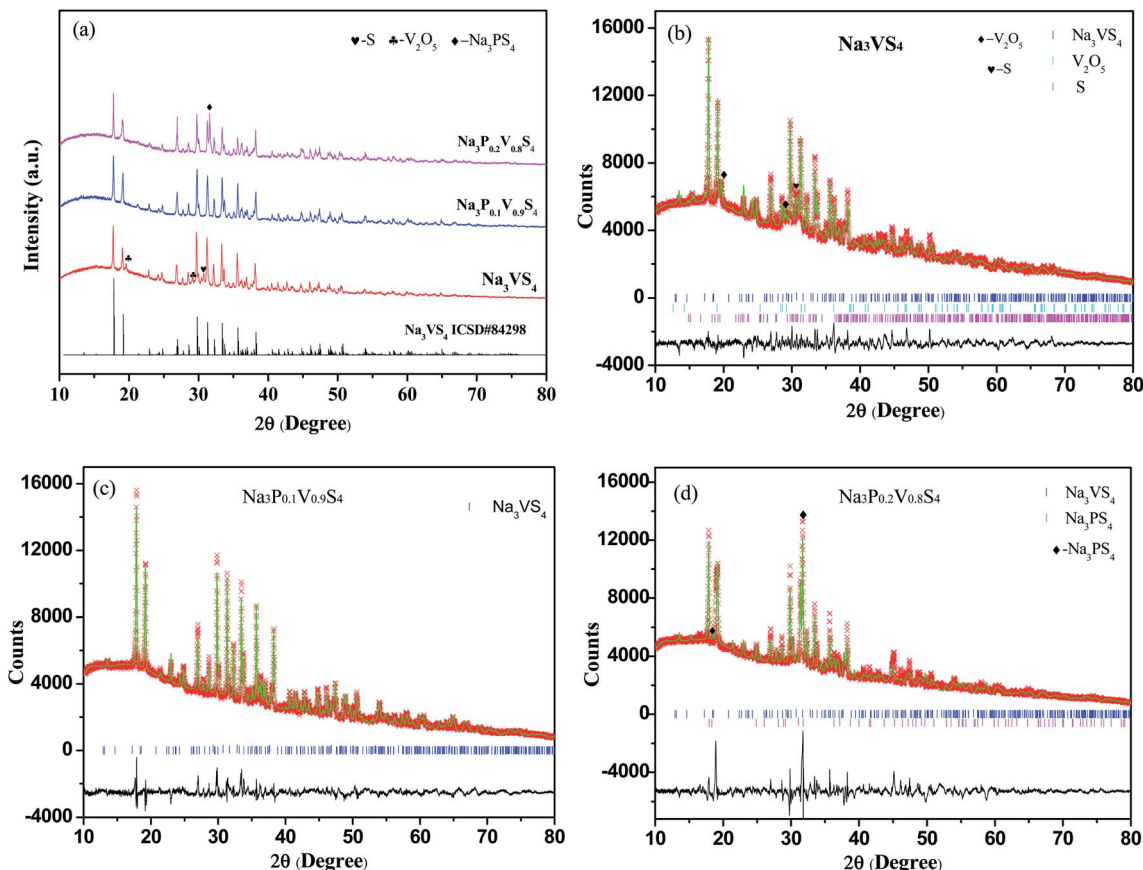 (a)
♥-S ♣-V₂O₅ ♦–Na₃PS₄
Na₃P₀.₂V₀.₈S₄
Na₃P₀.₁V₀.₉S₄
Na₃VS₄
Na₃VS₄ ICSD#84298
Intensity (a.u.)
10 20 30 40 50 60 70 80
2θ (Degree)
(b)
Na₃VS₄
♦–V₂O₅
♥–S
Na₃VS₄
V₂O₅
S
Counts
16000
12000
8000
4000
0
-4000
10 20 30 40 50 60 70 80
2θ (Degree)
(c)
Na₃P₀.₁V₀.₉S₄
Na₃VS₄
Counts
16000
12000
8000
4000
0
-4000
10 20 30 40 50 60 70 80
2θ (Degree)
(d)
Na₃P₀.₂V₀.₈S₄
Na₃VS₄
Na₃PS₄
♦-Na₃PS₄
Counts
16000
12000
8000
4000
0
-4000
10 20 30 40 50 60 70 80
2θ (Degree)